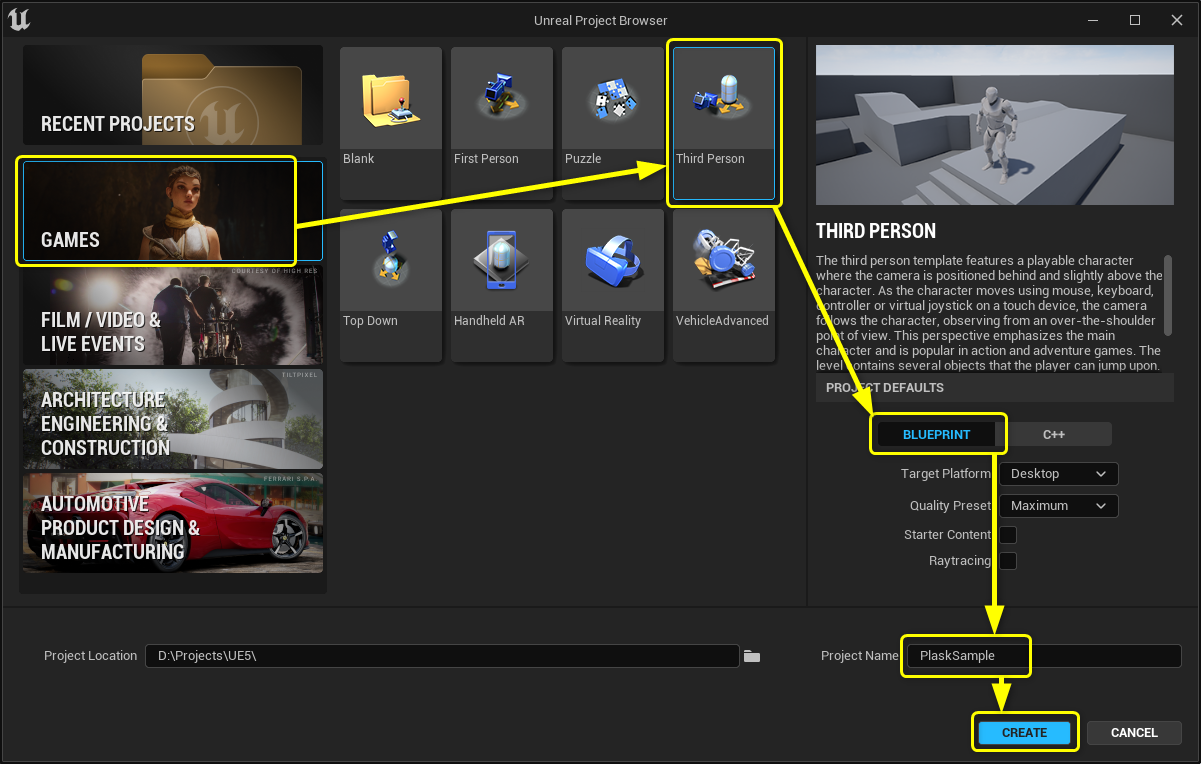 Unreal Project Browser
RECENT PROJECTS
GAMES
COURTESY OF HIGH RES
FILM / VIDEO &
LIVE EVENTS
TILTPIXEL
ARCHITECTURE
ENGINEERING &
CONSTRUCTION
FERRARI S.P.A.
AUTOMOTIVE
PRODUCT DESIGN &
MANUFACTURING
Blank
First Person
Puzzle
Third Person
Top Down
Handheld AR
Virtual Reality
VehicleAdvanced
THIRD PERSON
The third person template features a playable character
where the camera is positioned behind and slightly above the
character. As the character moves using mouse, keyboard,
controller or virtual joystick on a touch device, the camera
follows the character, observing from an over-the-shoulder
point of view. This perspective emphasizes the main
character and is popular in action and adventure games. The
level contains several objects that the player can jump upon.
PROJECT DEFAULTS
BLUEPRINT
C++
Target Platform
Desktop
Quality Preset
Maximum
Starter Content
Raytracing
Project Location
D:\Projects\UE5\
Project Name
PlaskSample
CREATE
CANCEL